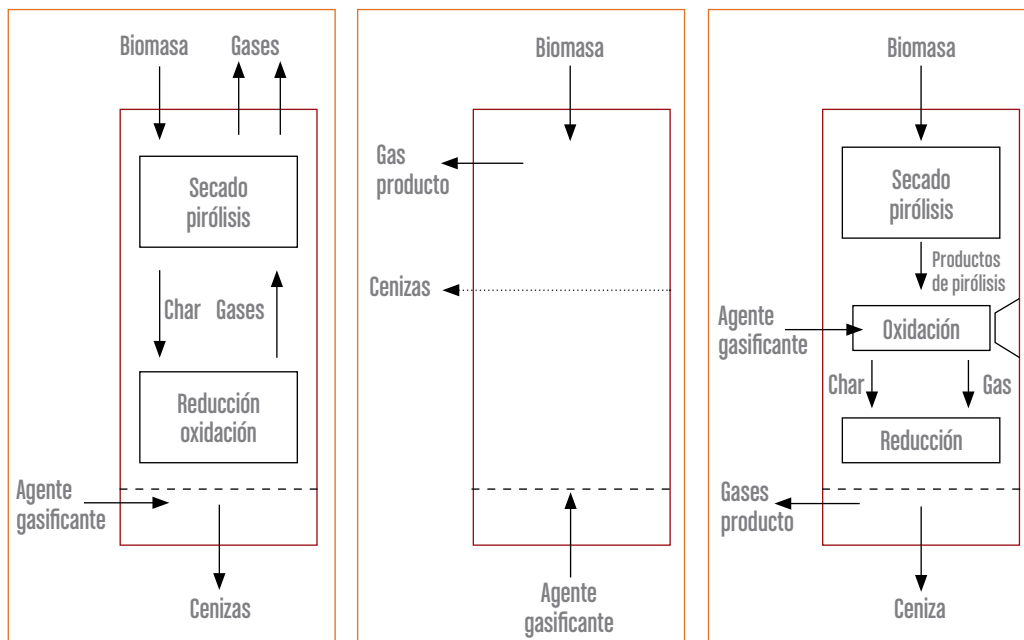 Biomasa
Gases
Secado
pirólisis
Char
Gases
Reducción
oxidación
Agente
gasificante
Cenizas
Biomasa
Gas
producto
Cenizas
Agente
gasificante
Biomasa
Secado
pirólisis
Productos
de pirólisis
Agente
gasificante
Oxidación
Char
Gas
Reducción
Gases
producto
Ceniza